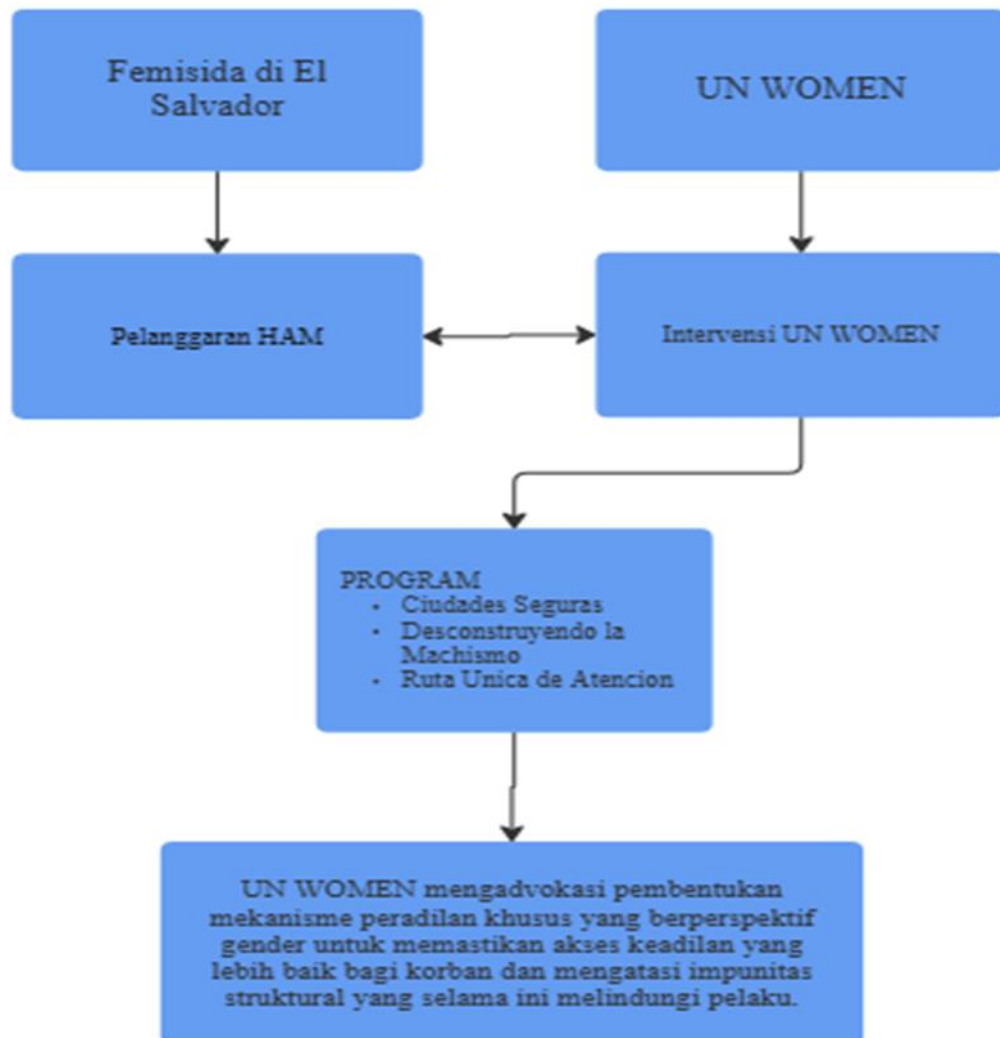 Femisida di El
Salvador
UN WOMEN
Pelanggaran HAM
Intervensi UN WOMEN
PROGRAM
• Ciudades Seguras
• Desconstruyendo la
Machismo
• Ruta Unica de Atencion
UN WOMEN mengadvokasi pembentukan
mekanisme peradilan khusus yang berperspektif
gender untuk memastikan akses keadilan yang
lebih baik bagi korban dan mengatasi impunitas
struktural yang selama ini melindungi pelaku.